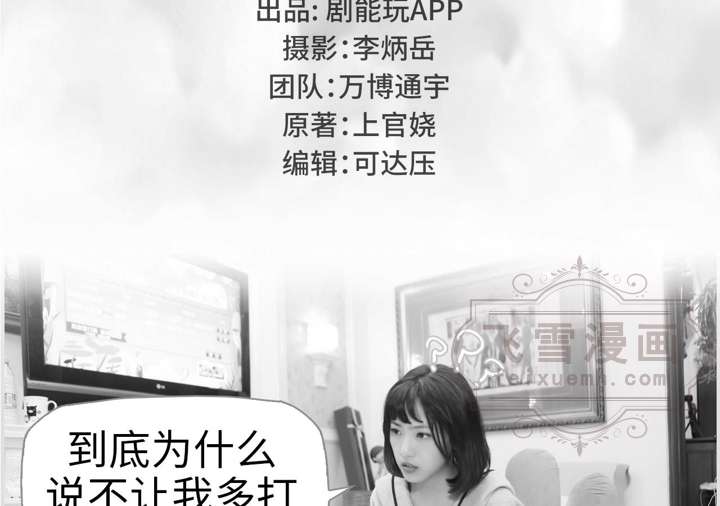 出品: 剧能玩APP
摄影：李炳岳
团队：万博通宇
原著：上官娆
编辑：可达压
飞雪漫画
feixuemh.com
???
LG
到底为什么
说不让我多打